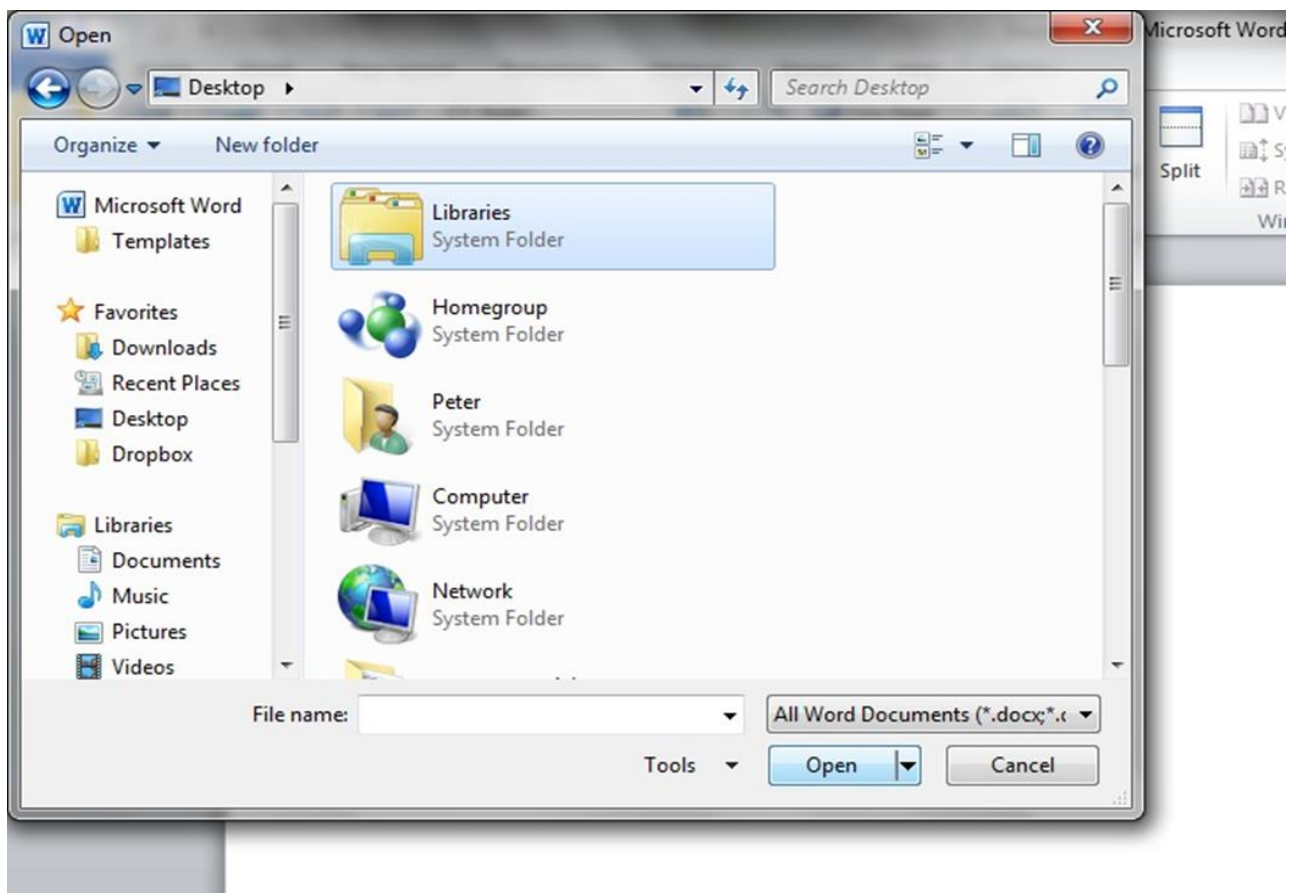 Open
Microsoft Word
Desktop
Search Desktop
Organize
New folder
Split
Microsoft Word
Templates
Favorites
Downloads
Recent Places
Desktop
Dropbox
Libraries
Documents
Music
Pictures
Videos
Libraries
System Folder
Homegroup
System Folder
Peter
System Folder
Computer
System Folder
Network
System Folder
File name:
All Word Documents (*.docx;*.
Tools
Open
Cancel